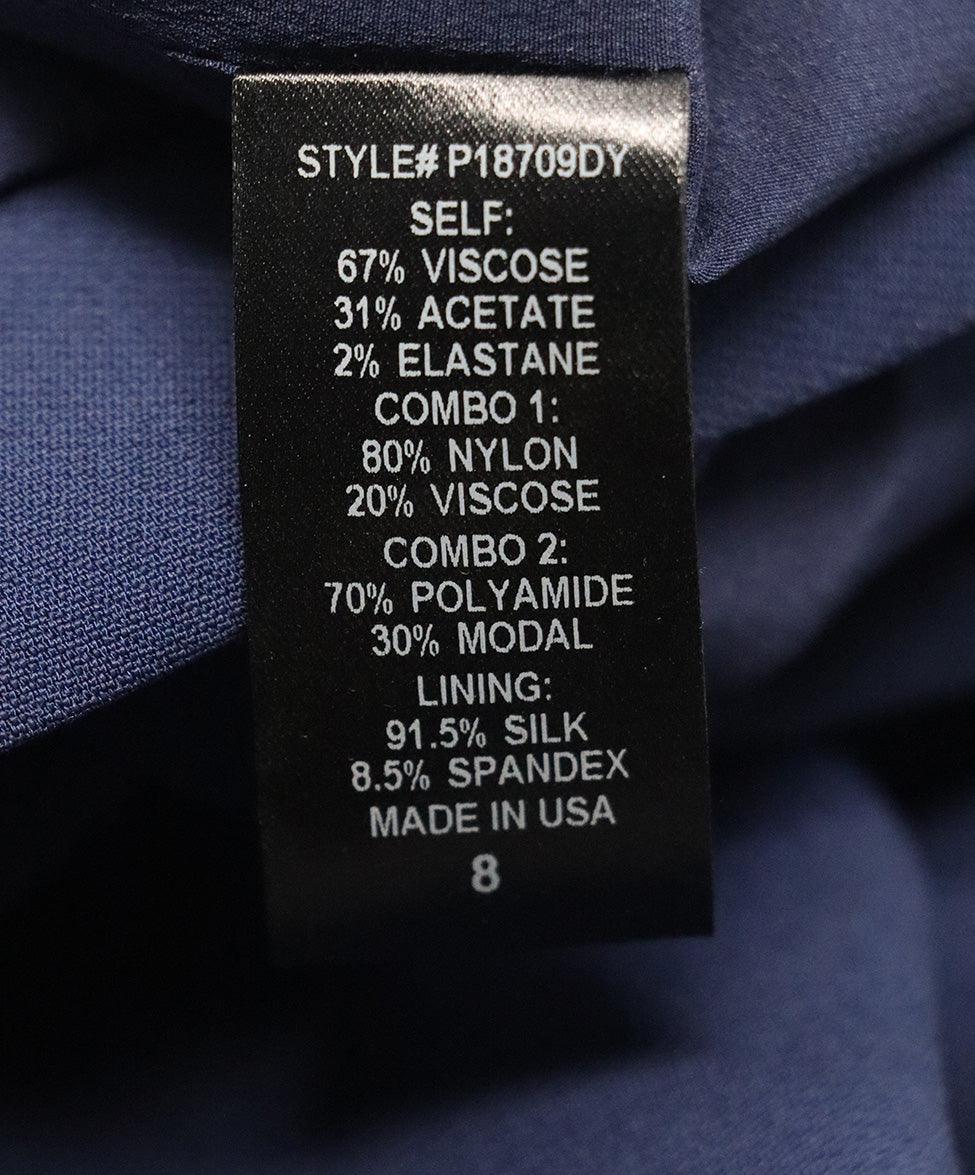 STYLE# P18709DY
SELF:
67% VISCOSE
31% ACETATE
2% ELASTANE
COMBO 1:
80% NYLON
20% VISCOSE
COMBO 2:
70% POLYAMIDE
30% MODAL
LINING:
91.5% SILK
8.5% SPANDEX
MADE IN USA
8